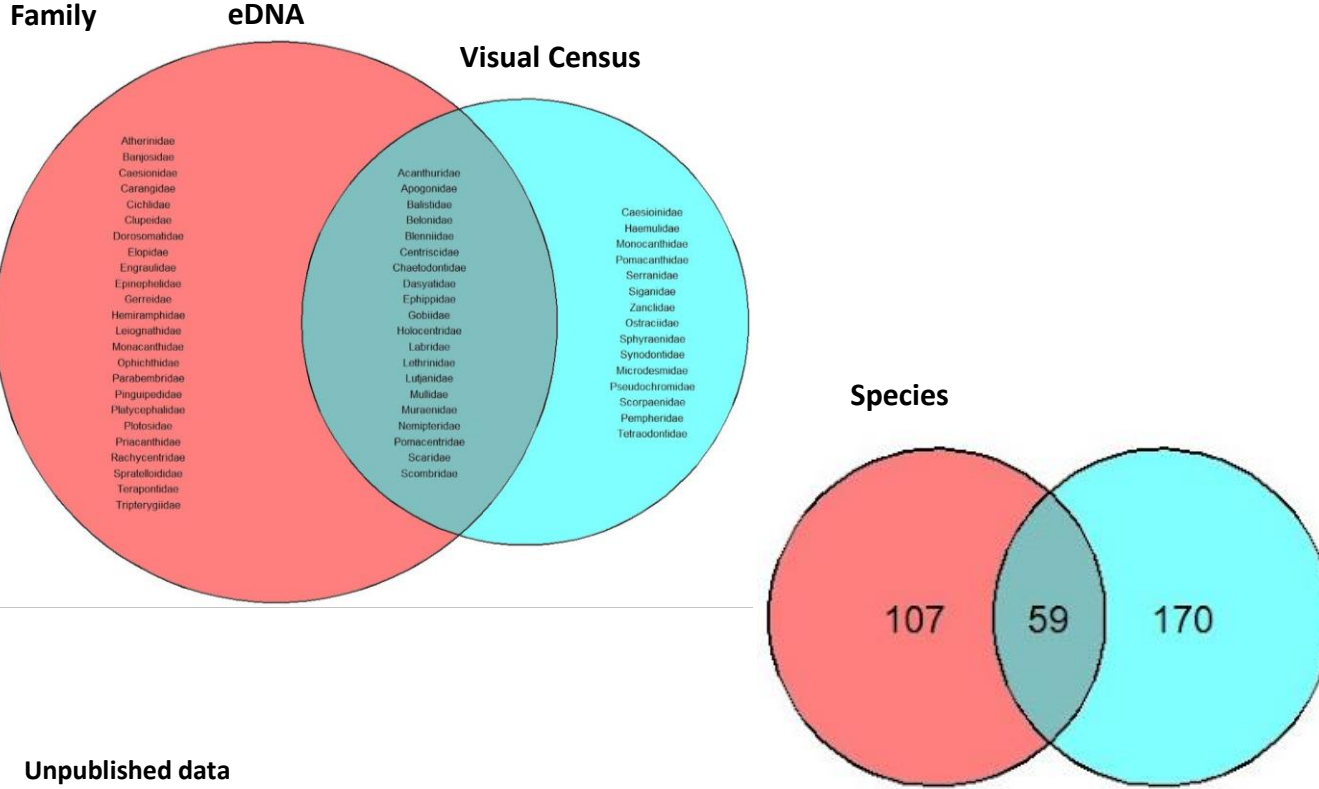 Family
eDNA
Visual Census
Atherinidae
Banjosidae
Caesionidae
Carangidae
Cichlidae
Clupeidae
Dorosomatidae
Elopidae
Engraulidae
Epinephelidae
Gerreidae
Hemiramphidae
Leiognathidae
Monacanthidae
Ophichthidae
Parabembridae
Pinguipedidae
Platycephalidae
Plotosidae
Priacanthidae
Rachycentridae
Spratelloididae
Terapontidae
Tripterygiidae
Acanthuridae
Apogonidae
Balistidae
Belonidae
Blenniidae
Centriscidae
Chaetodontidae
Dasyatidae
Ephippidae
Gobiidae
Holocentridae
Labridae
Lethrinidae
Lutjanidae
Mullidae
Muraenidae
Nemipteridae
Pomacentridae
Scaridae
Scombridae
Caesioinidae
Haemulidae
Monocanthidae
Pomacanthidae
Serranidae
Siganidae
Zanclidae
Ostraciidae
Sphyraenidae
Synodontidae
Microdesmidae
Pseudochromidae
Scorpaenidae
Pempheridae
Tetraodontidae
Species
107
59
170
Unpublished data